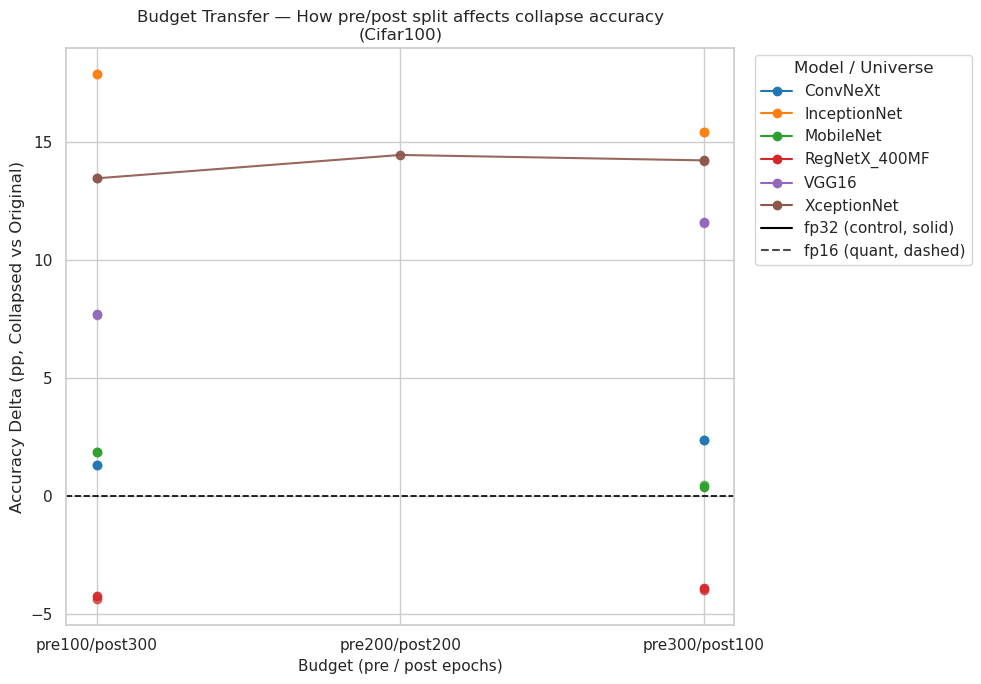 Budget Transfer — How pre/post split affects collapse accuracy
(Cifar100)
Accuracy Delta (pp, Collapsed vs Original)
15
10
5
0
−5
pre100/post300
pre200/post200
pre300/post100
Budget (pre / post epochs)
Model / Universe
ConvNeXt
InceptionNet
MobileNet
RegNetX_400MF
VGG16
XceptionNet
fp32 (control, solid)
fp16 (quant, dashed)